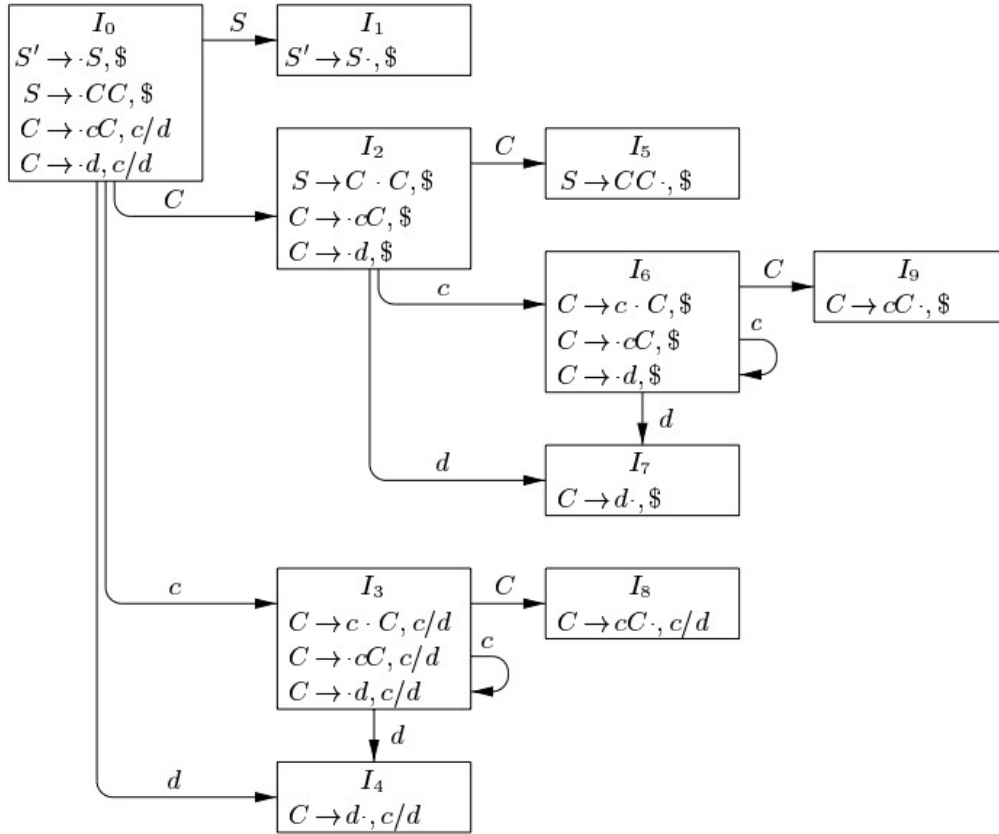 I₀
S′ → ·S, $
S → ·CC, $
C → ·cC, c/d
C → ·d, c/d
S
I₁
S′ → S·, $
C
I₂
S → C · C, $
C → ·cC, $
C → ·d, $
C
I₅
S → CC·, $
c
I₆
C → c · C, $
C → ·cC, $
C → ·d, $
C
I₉
C → cC·, $
c
d
d
I₇
C → d·, $
c
I₃
C → c · C, c/d
C → ·cC, c/d
C → ·d, c/d
C
I₈
C → cC·, c/d
c
d
d
I₄
C → d·, c/d